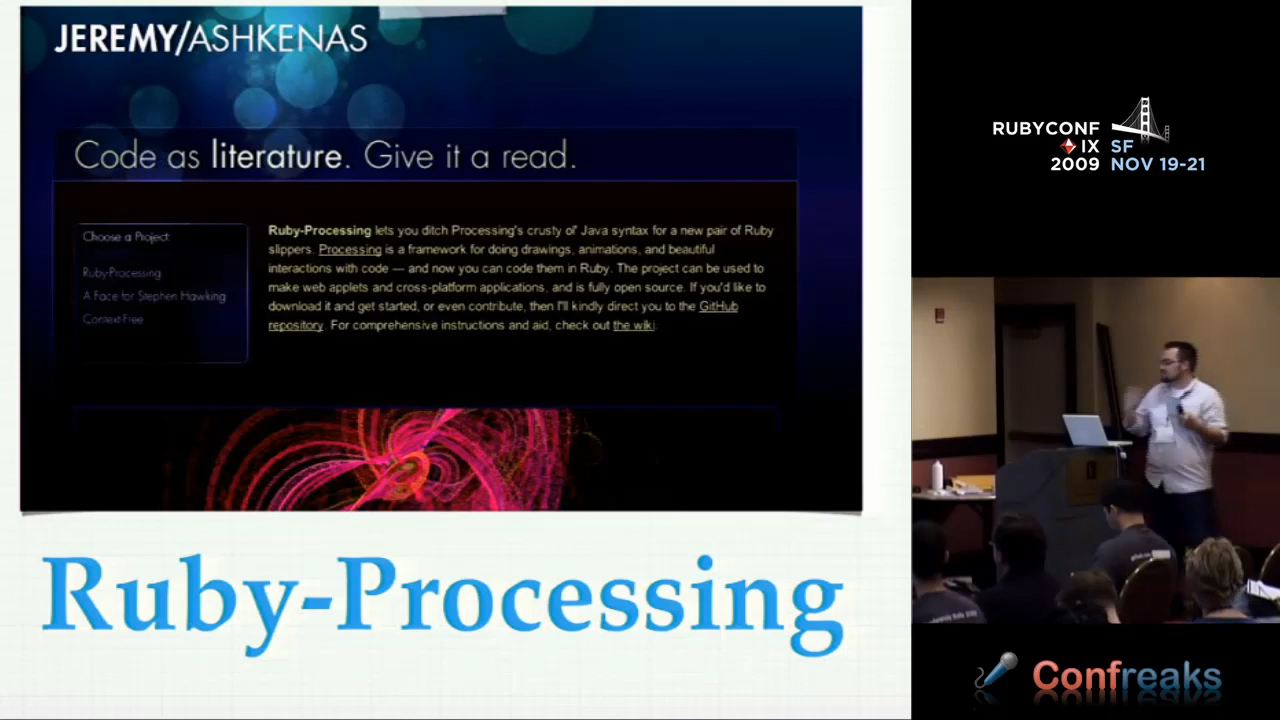 JEREMY/ASHKENAS
Code as literature. Give it a read.
Choose a Project:
Ruby-Processing
A Face for Stephen Hawking
Context-Free
Ruby-Processing lets you ditch Processing's crusty ol' Java syntax for a new pair of Ruby
slippers. Processing is a framework for doing drawings, animations, and beautiful
interactions with code — and now you can code them in Ruby. The project can be used to
make web applets and cross-platform applications, and is fully open source. If you'd like to
download it and get started, or even contribute, then I'll kindly direct you to the GitHub
repository. For comprehensive instructions and aid, check out the wiki.
Ruby-Processing
RUBYCONF
IX SF
2009 NOV 19-21
Confreaks